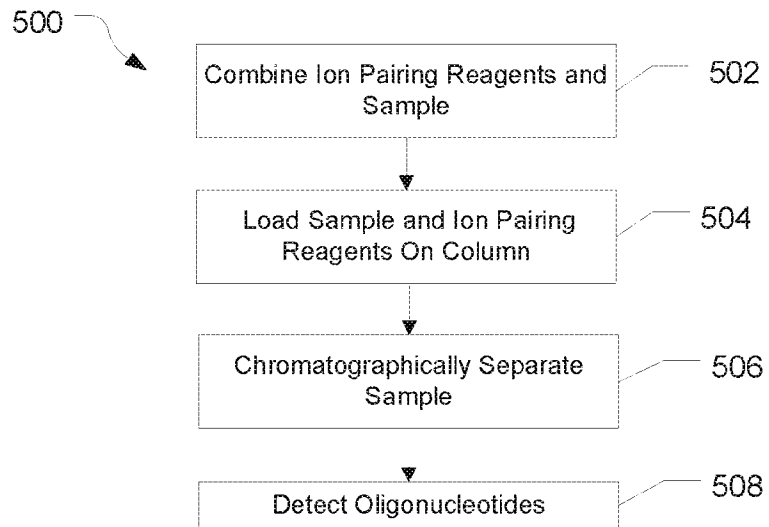 500
Combine Ion Pairing Reagents and
Sample
502
Load Sample and Ion Pairing
Reagents On Column
504
Chromatographically Separate
Sample
506
Detect Oligonucleotides
508